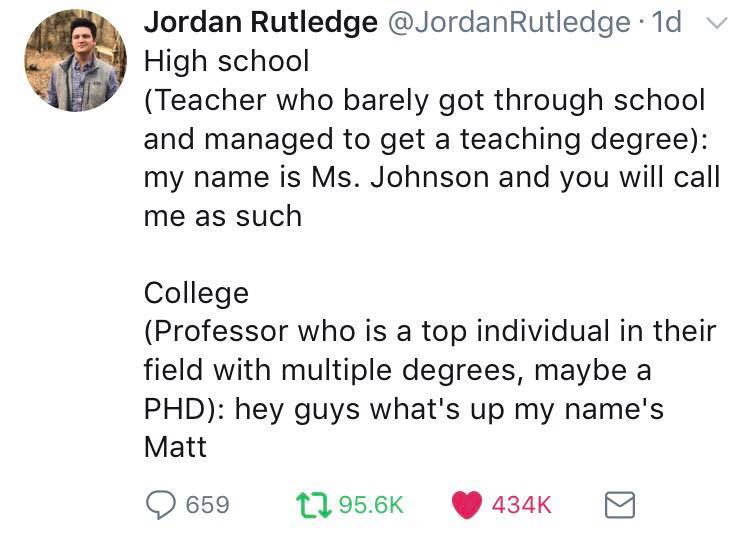 Jordan Rutledge @JordanRutledge · 1d
High school
(Teacher who barely got through school
and managed to get a teaching degree):
my name is Ms. Johnson and you will call
me as such
College
(Professor who is a top individual in their
field with multiple degrees, maybe a
PHD): hey guys what's up my name's
Matt
659 95.6K 434K